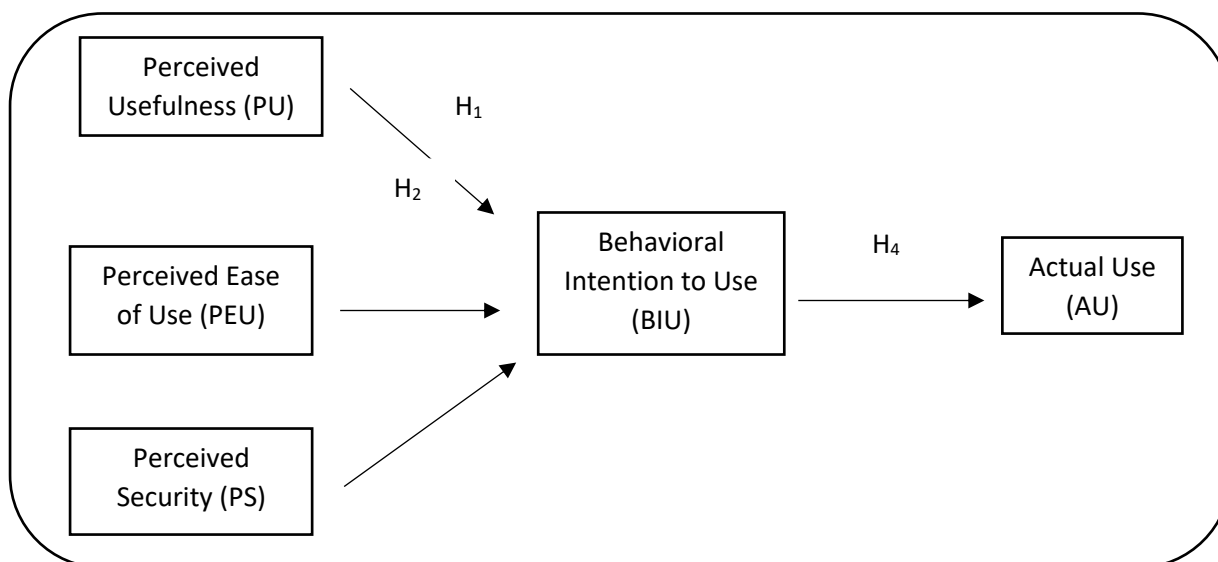 Perceived
Usefulness (PU)
H₁
H₂
Perceived Ease
of Use (PEU)
Behavioral
Intention to Use
(BIU)
H₄
Actual Use
(AU)
Perceived
Security (PS)